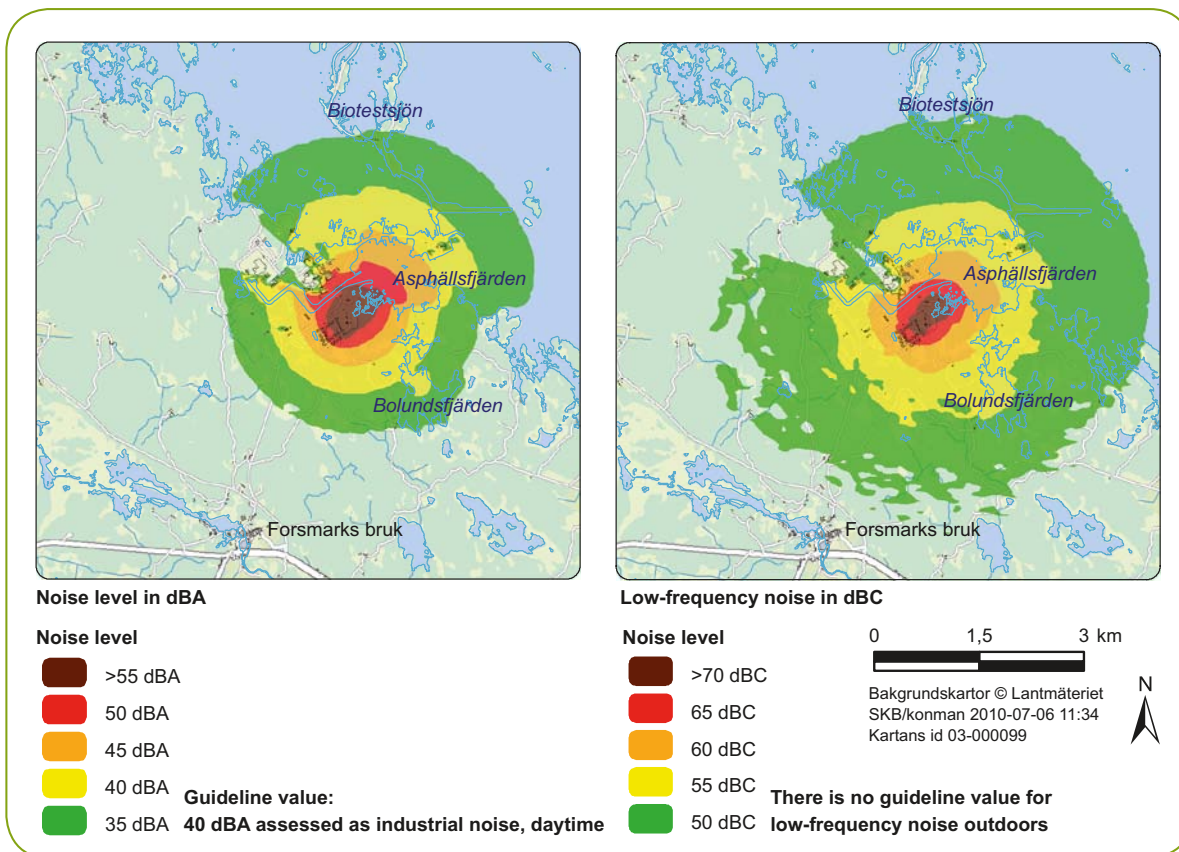 Biotestsjön
Asphällsfjärden
Bolundsfjärden
Forsmarks bruk
Biotestsjön
Asphällsfjärden
Bolundsfjärden
Forsmarks bruk
Noise level in dBA
Noise level
>55 dBA
50 dBA
45 dBA
40 dBA
35 dBA
Guideline value:
40 dBA assessed as industrial noise, daytime
Low-frequency noise in dBC
Noise level
>70 dBC
65 dBC
60 dBC
55 dBC
50 dBC
There is no guideline value for
low-frequency noise outdoors
0 1,5 3 km
Bakgrundskartor © Lantmäteriet
SKB/konman 2010-07-06 11:34
Kartans id 03-000099
N